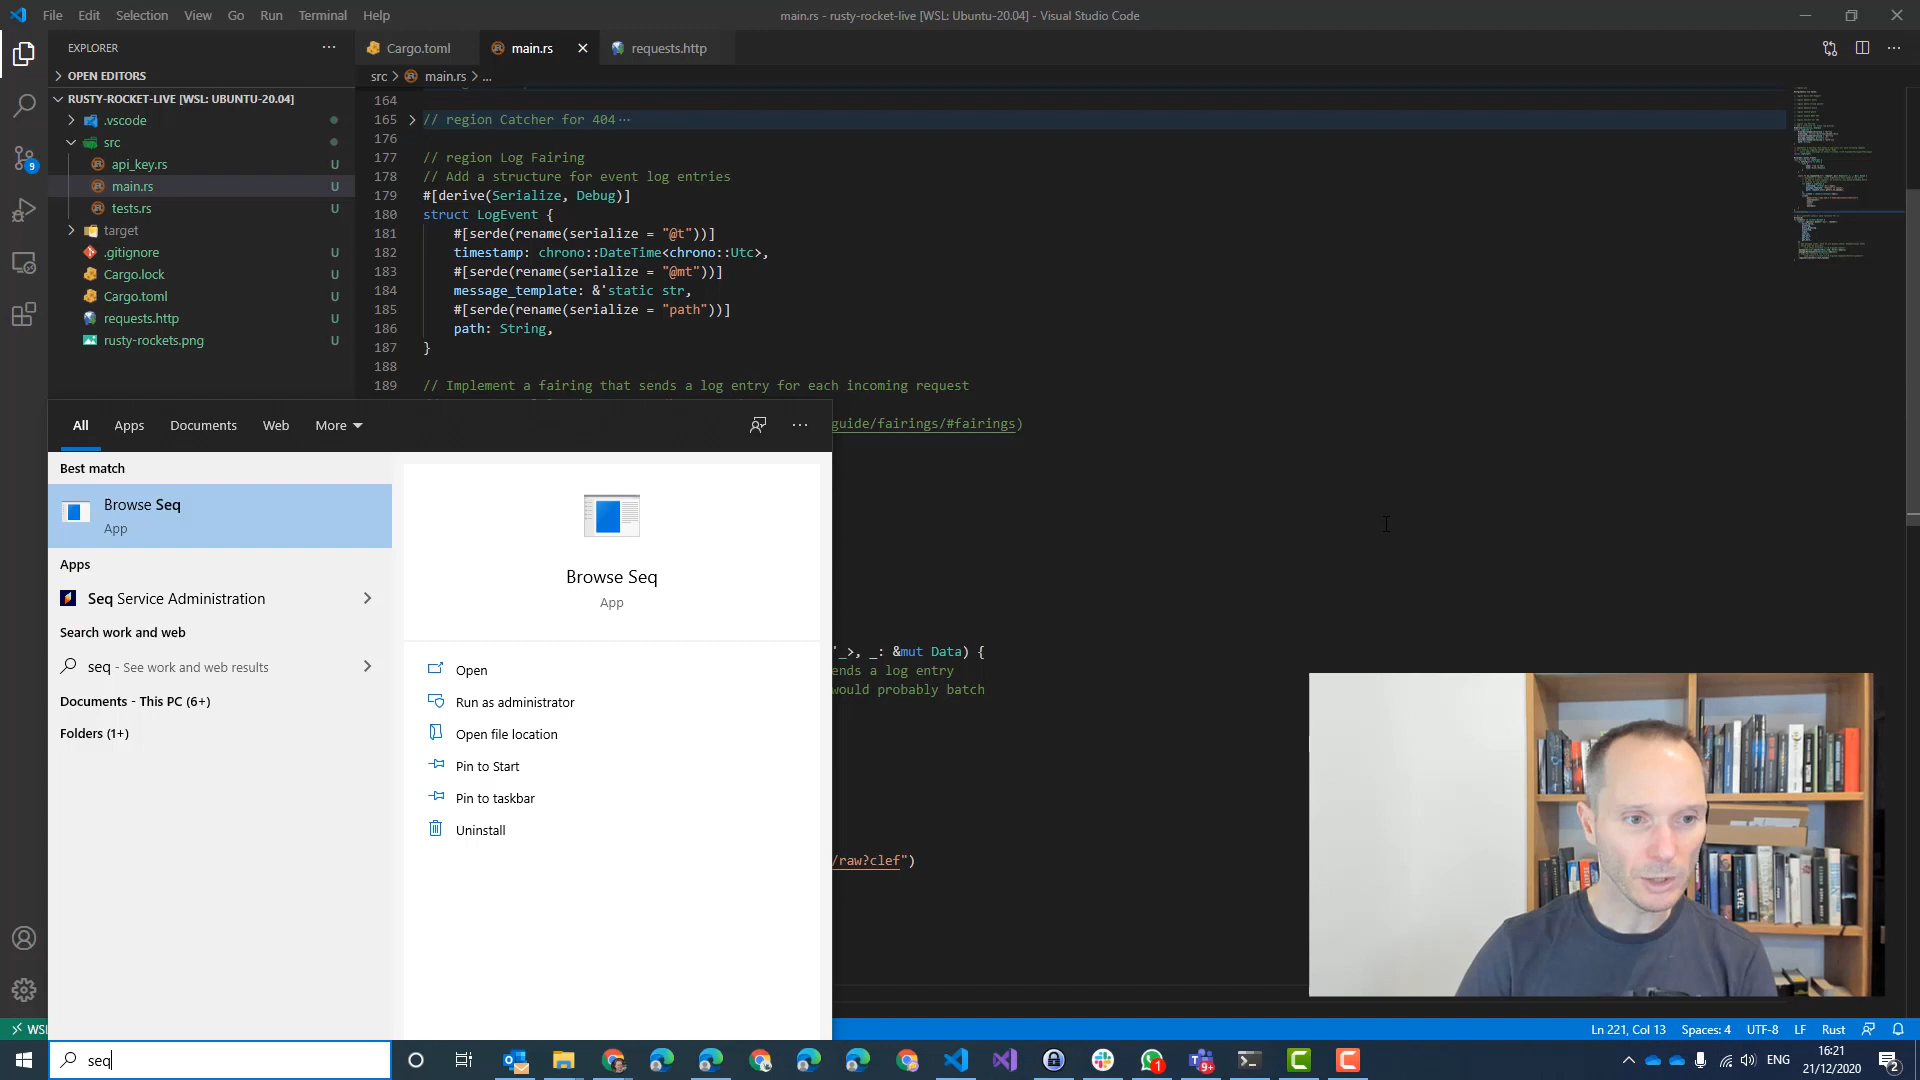 File Edit Selection View Go Run Terminal Help
main.rs - rusty-rocket-live [WSL: Ubuntu-20.04] - Visual Studio Code
EXPLORER
OPEN EDITORS
RUSTY-ROCKET-LIVE [WSL: UBUNTU-20.04]
.vscode
src
api_key.rs U
main.rs U
tests.rs U
target
.gitignore U
Cargo.lock U
Cargo.toml U
requests.http U
rusty-rockets.png U
9
Cargo.toml main.rs requests.http
src > main.rs > ...
164
165 // region Catcher for 404 ...
176
177 // region Log Fairing
178 // Add a structure for event log entries
179 #[derive(Serialize, Debug)]
180 struct LogEvent {
181 #[serde(rename(serialize = "@t"))]
182 timestamp: chrono::DateTime<chrono::Utc>,
183 #[serde(rename(serialize = "@mt"))]
184 message_template: &'static str,
185 #[serde(rename(serialize = "path"))]
186 path: String,
187 }
188
189 // Implement a fairing that sends a log entry for each incoming request
guide/fairings/#fairings)
'_>, _: &mut Data) {
ends a log entry
would probably batch
/raw?clef")
All Apps Documents Web More
Best match
Browse Seq
App
Apps
Seq Service Administration
Search work and web
seq - See work and web results
Documents - This PC (6+)
Folders (1+)
Browse Seq
App
Open
Run as administrator
Open file location
Pin to Start
Pin to taskbar
Uninstall
WSL
Ln 221, Col 13 Spaces: 4 UTF-8 LF Rust
seq
1
9+
ENG
16:21
21/12/2020
2